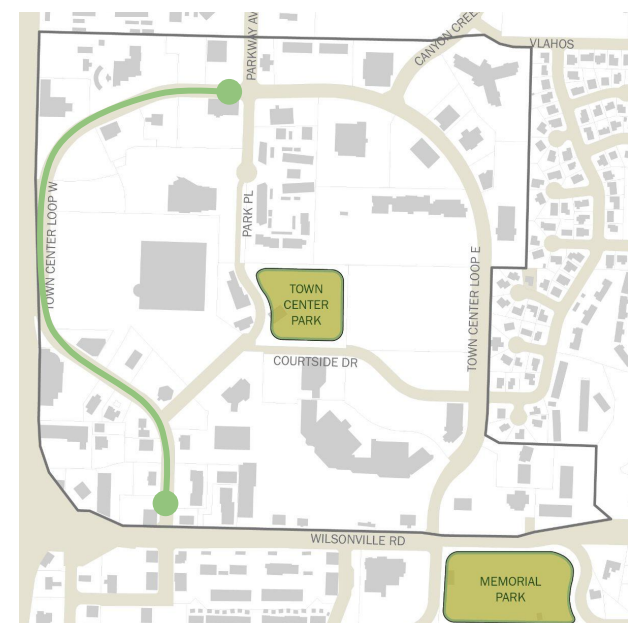 PARKWAY AV
CANYON CREE
VLAHOS
TOWN CENTER LOOP W
PARK PL
TOWN CENTER LOOP E
TOWN
CENTER
PARK
COURTSIDE DR
WILSONVILLE RD
MEMORIAL
PARK